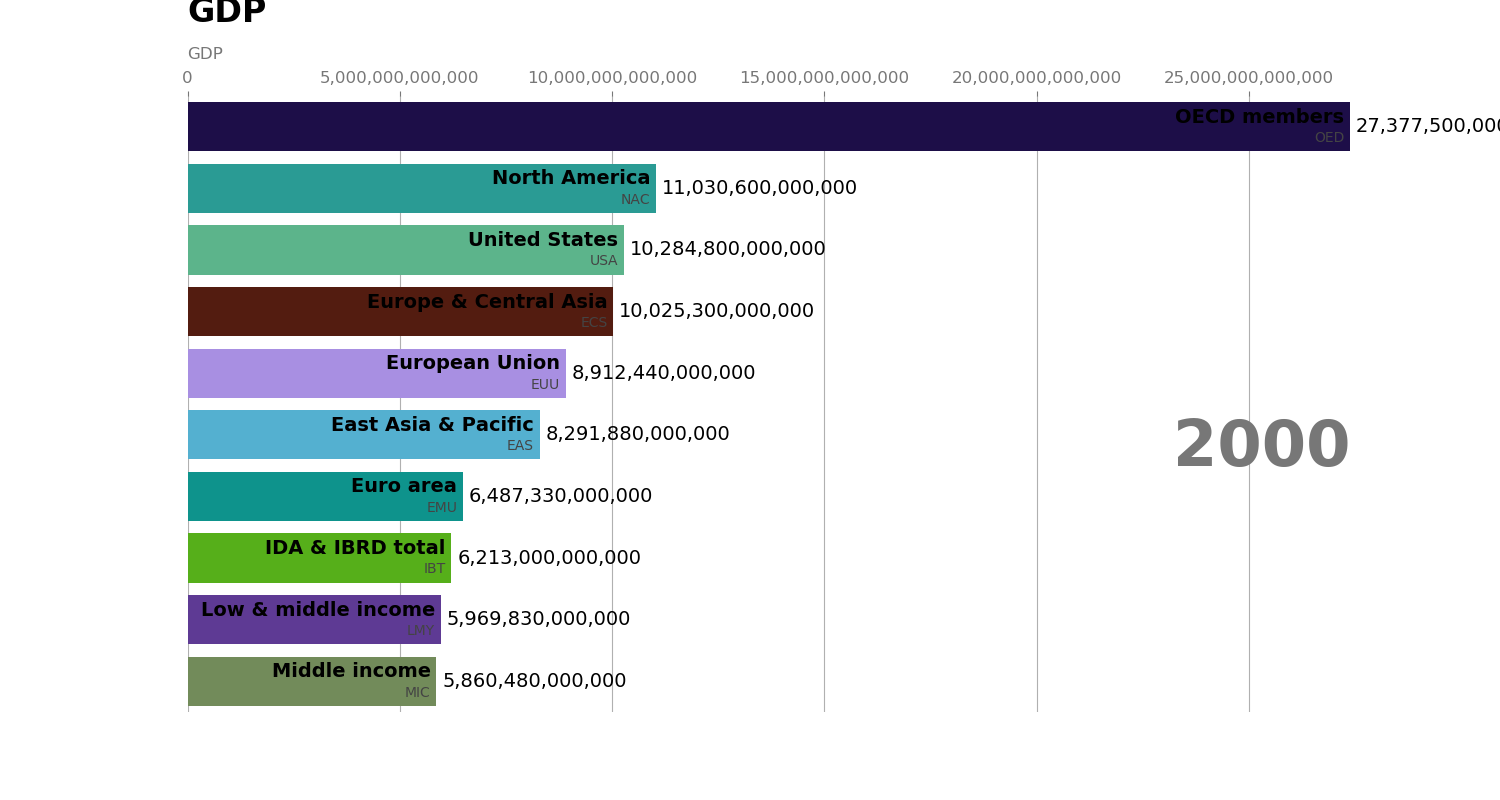 GDP
GDP
0 5,000,000,000,000 10,000,000,000,000 15,000,000,000,000 20,000,000,000,000 25,000,000,000,000
OECD members
OED
27,377,500,000
North America
NAC
11,030,600,000,000
United States
USA
10,284,800,000,000
Europe & Central Asia
ECS
10,025,300,000,000
European Union
EUU
8,912,440,000,000
East Asia & Pacific
EAS
8,291,880,000,000
2000
Euro area
EMU
6,487,330,000,000
IDA & IBRD total
IBT
6,213,000,000,000
Low & middle income
LMY
5,969,830,000,000
Middle income
MIC
5,860,480,000,000